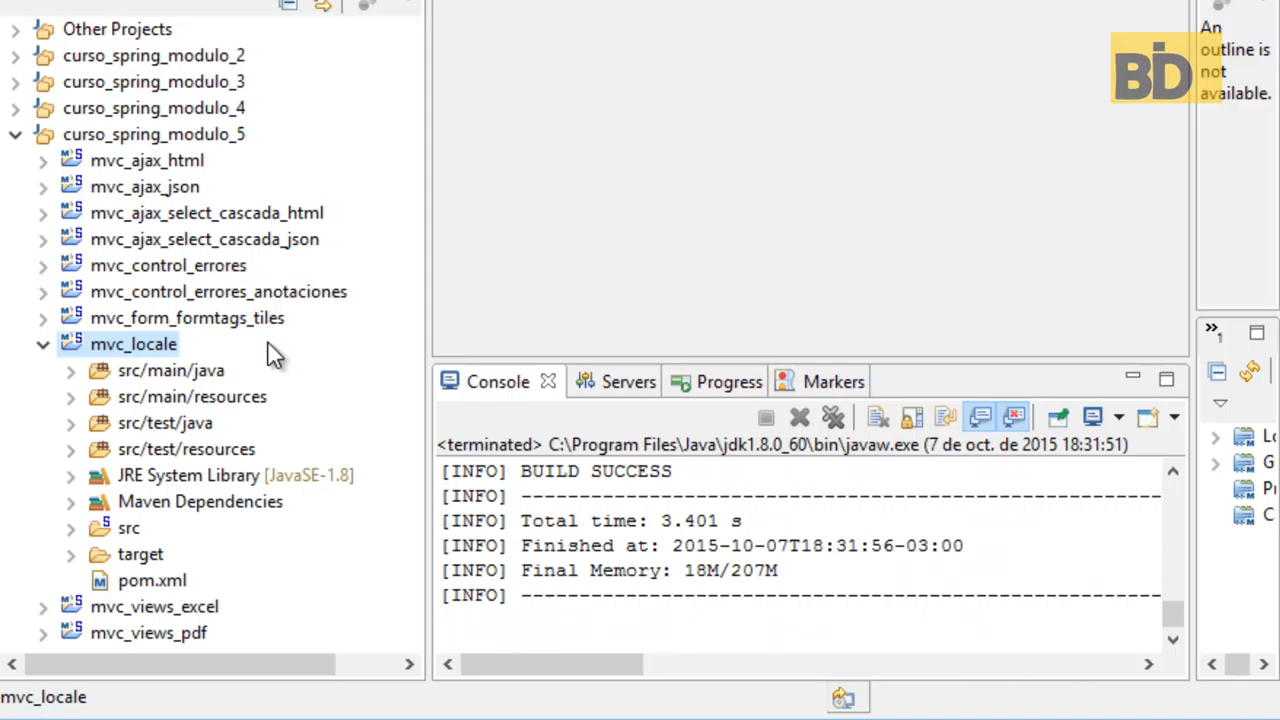 Other Projects
curso_spring_modulo_2
curso_spring_modulo_3
curso_spring_modulo_4
curso_spring_modulo_5
mvc_ajax_html
mvc_ajax_json
mvc_ajax_select_cascada_html
mvc_ajax_select_cascada_json
mvc_control_errores
mvc_control_errores_anotaciones
mvc_form_formtags_tiles
mvc_locale
src/main/java
src/main/resources
src/test/java
src/test/resources
JRE System Library [JavaSE-1.8]
Maven Dependencies
src
target
pom.xml
mvc_views_excel
mvc_views_pdf
mvc_locale
Console
Servers
Progress
Markers
<terminated> C:\Program Files\Java\jdk1.8.0_60\bin\javaw.exe (7 de oct. de 2015 18:31:51)
[INFO] BUILD SUCCESS
[INFO] ------------------------------------------------------
[INFO] Total time: 3.401 s
[INFO] Finished at: 2015-10-07T18:31:56-03:00
[INFO] Final Memory: 18M/207M
[INFO] ------------------------------------------------------
An
outline is
not
available.
BD
1